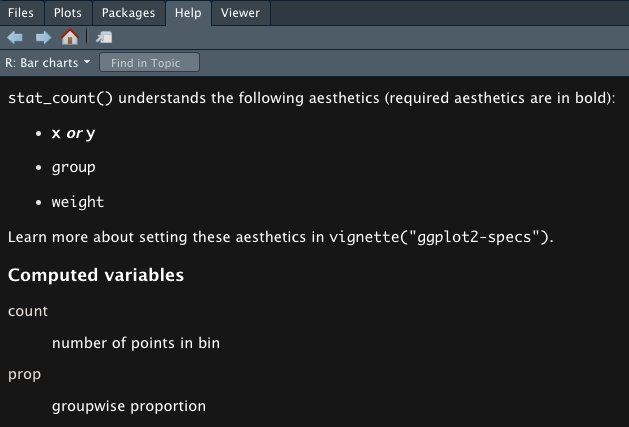 Files Plots Packages Help Viewer
R: Bar charts Find in Topic
stat_count() understands the following aesthetics (required aesthetics are in bold):
• x or y
• group
• weight
Learn more about setting these aesthetics in vignette("ggplot2-specs").
Computed variables
count
number of points in bin
prop
groupwise proportion